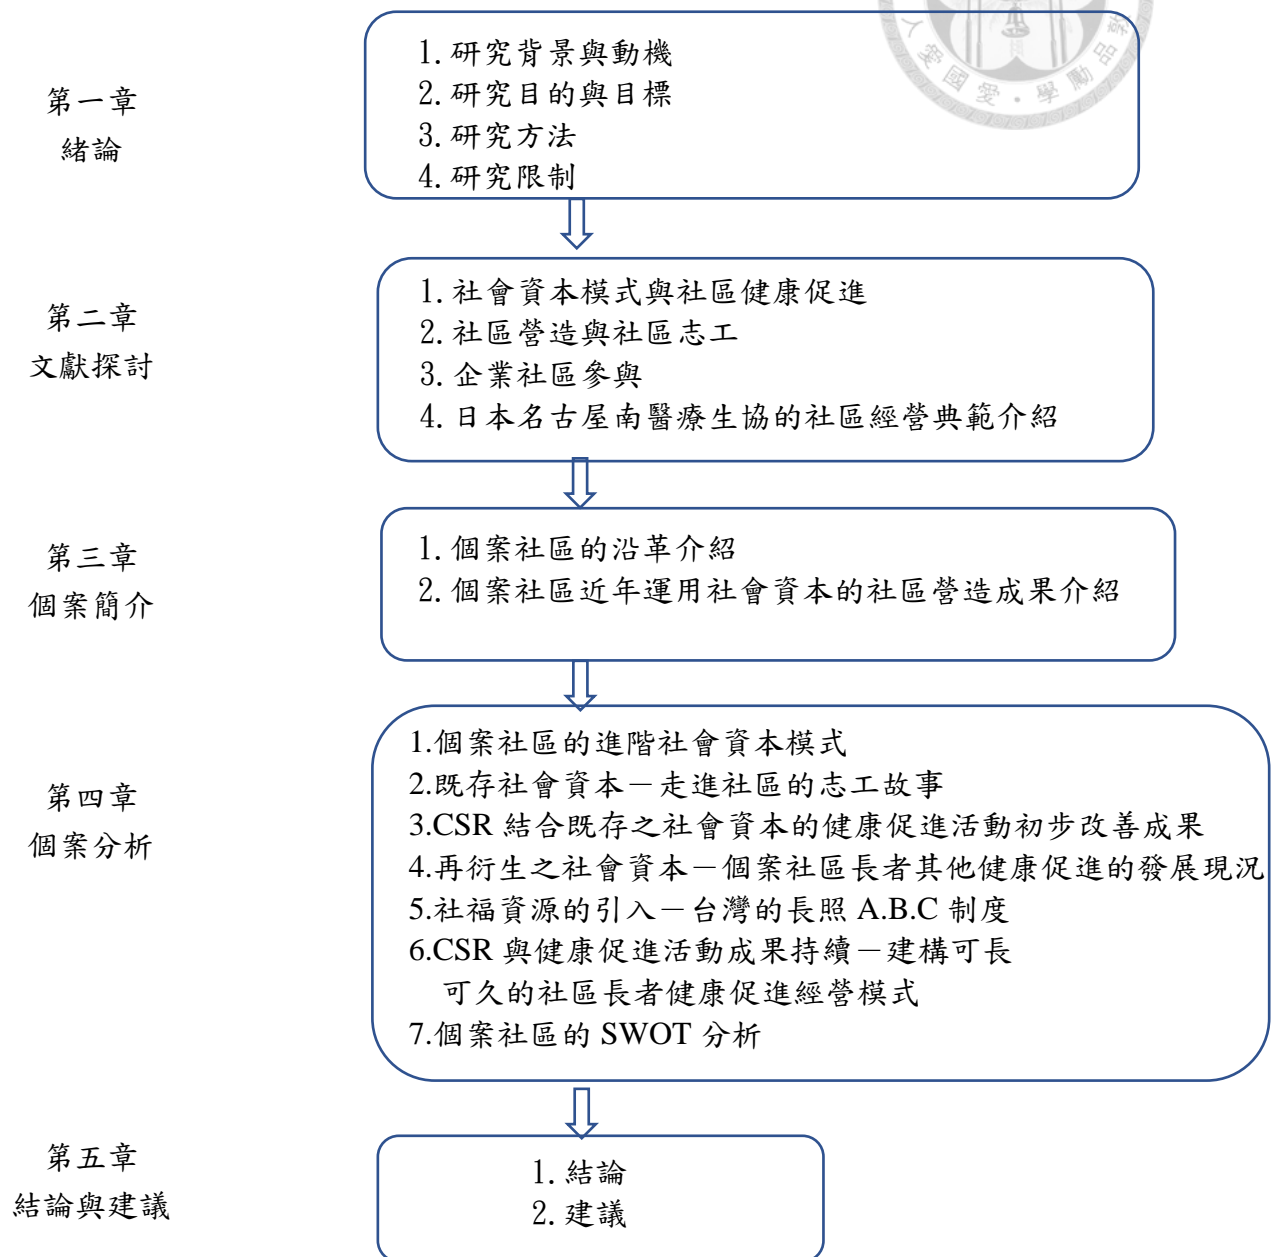 第一章
緒論
1.研究背景與動機
2.研究目的與目標
3.研究方法
4.研究限制
第二章
文獻探討
1.社會資本模式與社區健康促進
2.社區營造與社區志工
3.企業社區參與
4.日本名古屋南醫療生協的社區經營典範介紹
第三章
個案簡介
1.個案社區的沿革介紹
2.個案社區近年運用社會資本的社區營造成果介紹
第四章
個案分析
1.個案社區的進階社會資本模式
2.既存社會資本－走進社區的志工故事
3.CSR 結合既存之社會資本的健康促進活動初步改善成果
4.再衍生之社會資本－個案社區長者其他健康促進的發展現況
5.社福資源的引入－台灣的長照 A.B.C 制度
6.CSR 與健康促進活動成果持續－建構可長
可久的社區長者健康促進經營模式
7.個案社區的 SWOT 分析
第五章
結論與建議
1.結論
2.建議
人愛國愛·學勵品